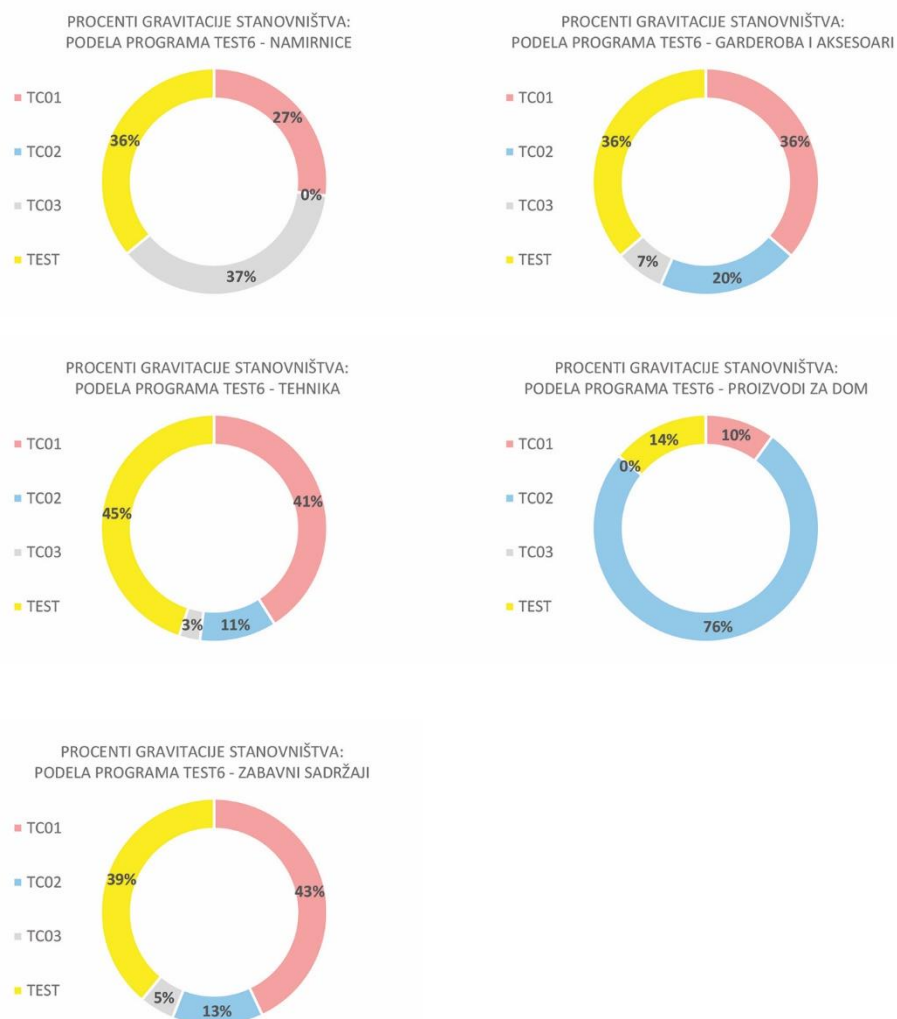 PROCENTI GRAVITACIJE STANOVNIŠTVA:
PODELA PROGRAMA TEST6 - NAMIRNICE
TC01
TC02
TC03
TEST
27%
0%
37%
36%
PROCENTI GRAVITACIJE STANOVNIŠTVA:
PODELA PROGRAMA TEST6 - GARDEROBA I AKSESOARI
TC01
TC02
TC03
TEST
36%
20%
7%
36%
PROCENTI GRAVITACIJE STANOVNIŠTVA:
PODELA PROGRAMA TEST6 - TEHNIKA
TC01
TC02
TC03
TEST
41%
11%
3%
45%
PROCENTI GRAVITACIJE STANOVNIŠTVA:
PODELA PROGRAMA TEST6 - PROIZVODI ZA DOM
TC01
TC02
TC03
TEST
10%
76%
0%
14%
PROCENTI GRAVITACIJE STANOVNIŠTVA:
PODELA PROGRAMA TEST6 - ZABAVNI SADRŽAJI
TC01
TC02
TC03
TEST
43%
13%
5%
39%